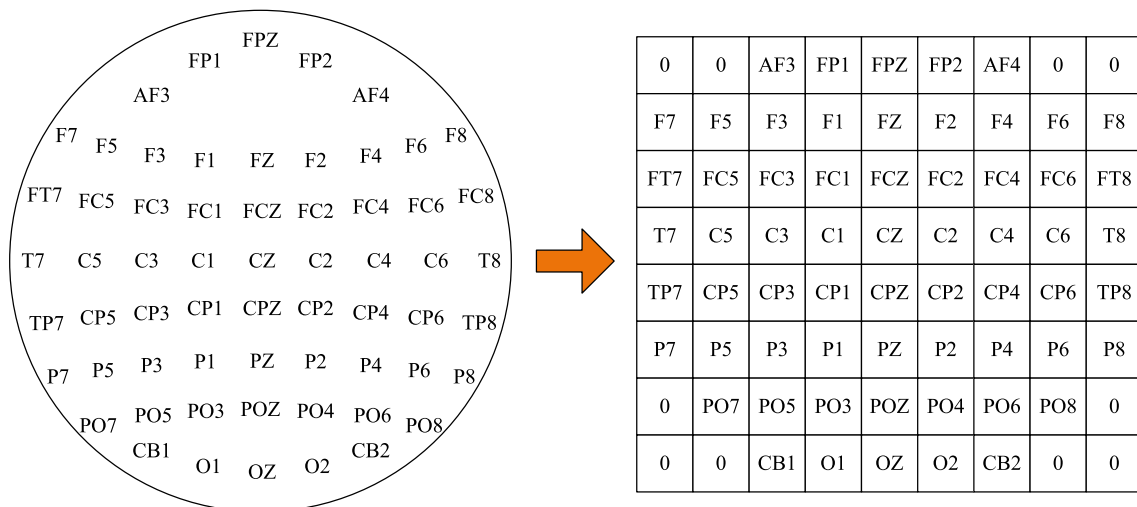 FPZ
FP1 FP2
AF3 AF4
F7 F5 F3 F1 FZ F2 F4 F6 F8
FT7 FC5 FC3 FC1 FCZ FC2 FC4 FC6 FC8
T7 C5 C3 C1 CZ C2 C4 C6 T8
TP7 CP5 CP3 CP1 CPZ CP2 CP4 CP6 TP8
P7 P5 P3 P1 PZ P2 P4 P6 P8
PO7 PO5 PO3 POZ PO4 PO6 PO8
CB1 O1 OZ O2 CB2
0 0 AF3 FP1 FPZ FP2 AF4 0 0
F7 F5 F3 F1 FZ F2 F4 F6 F8
FT7 FC5 FC3 FC1 FCZ FC2 FC4 FC6 FT8
T7 C5 C3 C1 CZ C2 C4 C6 T8
TP7 CP5 CP3 CP1 CPZ CP2 CP4 CP6 TP8
P7 P5 P3 P1 PZ P2 P4 P6 P8
0 PO7 PO5 PO3 POZ PO4 PO6 PO8 0
0 0 CB1 O1 OZ O2 CB2 0 0